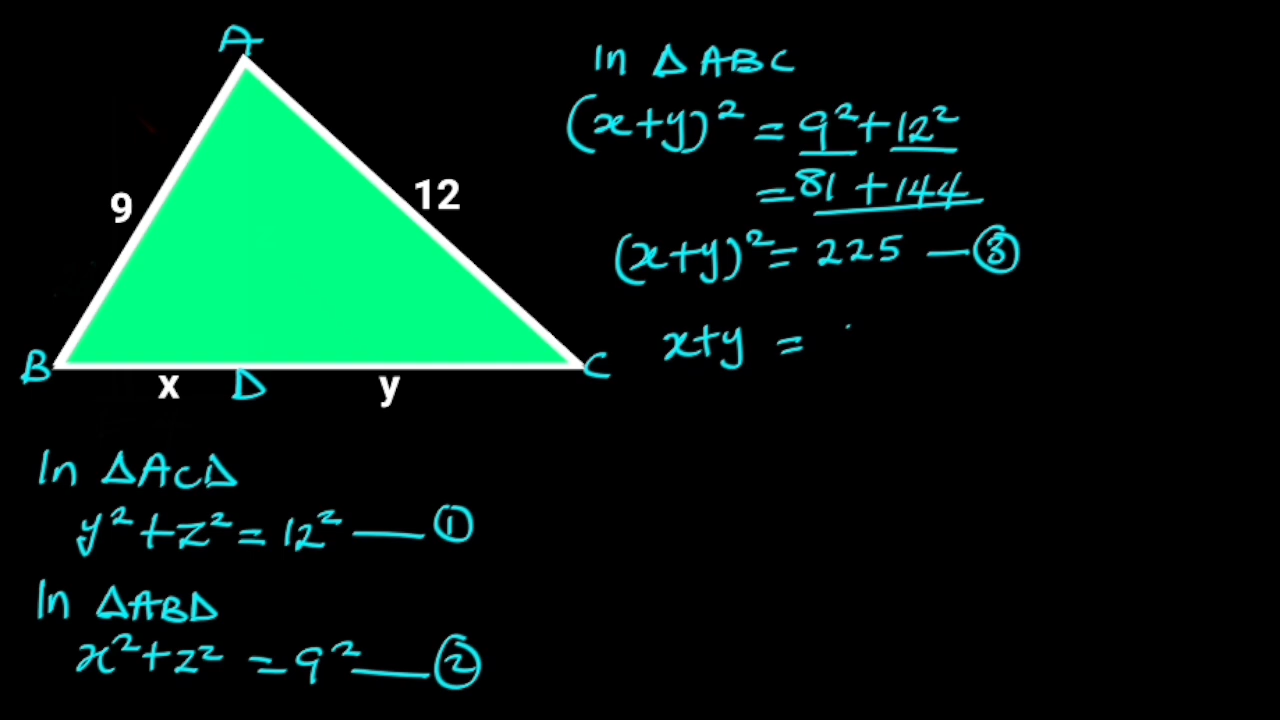 A
9
12
B
x
D
y
C
In ΔABC
(x+y)² = 9²+12²
= 81 + 144
(x+y)² = 225 — ③
x+y =
In ΔACD
y²+z² = 12² — ①
In ΔABD
x²+z² = 9² — ②